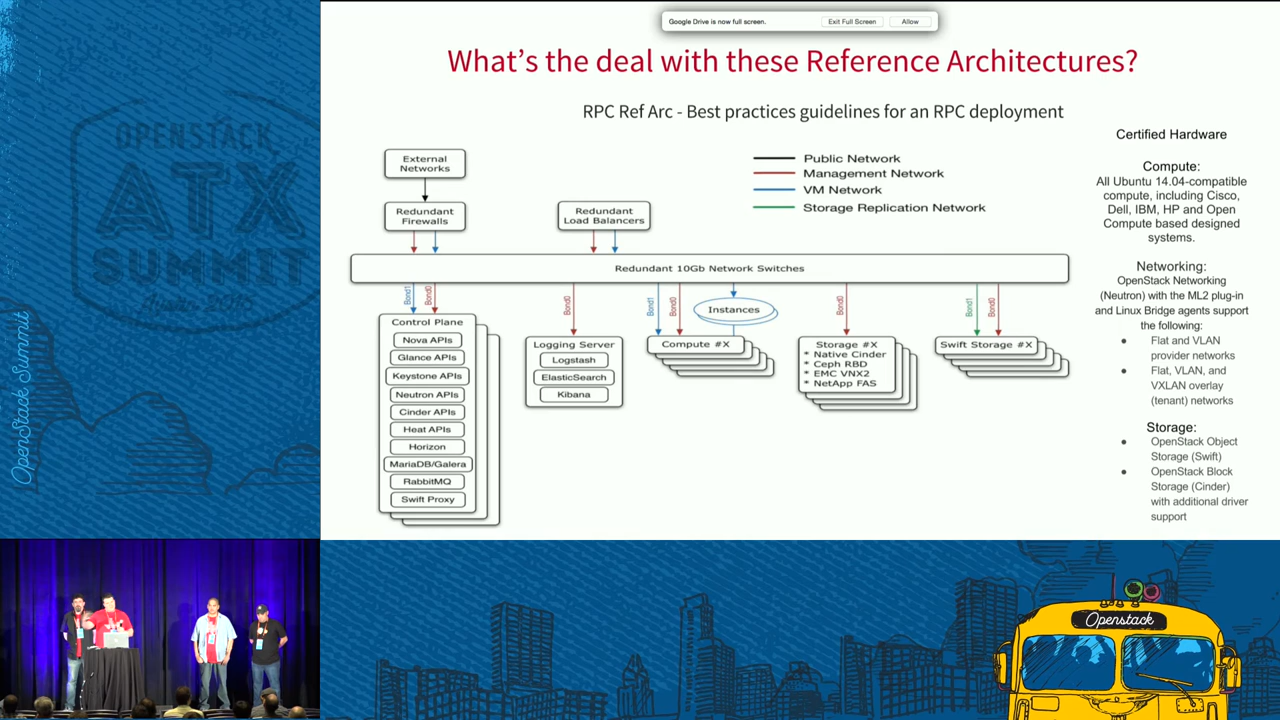 Google Drive is now full screen.
Exit Full Screen
Allow
What's the deal with these Reference Architectures?
RPC Ref Arc - Best practices guidelines for an RPC deployment
External
Networks
Redundant
Firewalls
Redundant
Load Balancers
Public Network
Management Network
VM Network
Storage Replication Network
Redundant 10Gb Network Switches
Bond1
Bond0
Bond0
Bond1
Bond0
Bond0
Bond1
Bond0
Instances
Control Plane
Nova APIs
Glance APIs
Keystone APIs
Neutron APIs
Cinder APIs
Heat APIs
Horizon
MariaDB/Galera
RabbitMQ
Swift Proxy
Logging Server
Logstash
ElasticSearch
Kibana
Compute #X
Storage #X
* Native Cinder
* Ceph RBD
* EMC VNX2
* NetApp FAS
Swift Storage #X
Certified Hardware
Compute:
All Ubuntu 14.04-compatible
compute, including Cisco,
Dell, IBM, HP and Open
Compute based designed
systems.
Networking:
OpenStack Networking
(Neutron) with the ML2 plug-in
and Linux Bridge agents support
the following:
● Flat and VLAN
provider networks
● Flat, VLAN, and
VXLAN overlay
(tenant) networks
Storage:
● OpenStack Object
Storage (Swift)
● OpenStack Block
Storage (Cinder)
with additional driver
support
OPENSTACK
ATX
SUMMIT
OpenStack Summit
Openstack